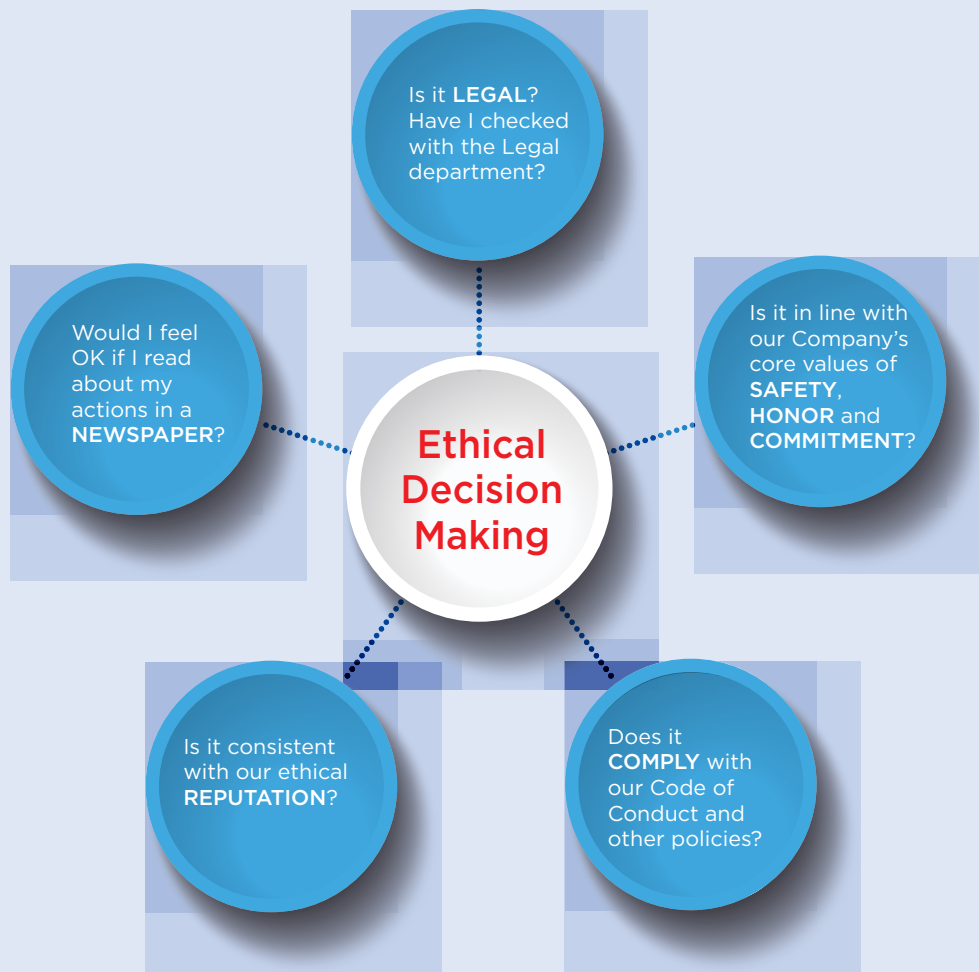 Is it LEGAL?
Have I checked
with the Legal
department?
Would I feel
OK if I read
about my
actions in a
NEWSPAPER?
Is it in line with
our Company’s
core values of
SAFETY,
HONOR and
COMMITMENT?
Ethical
Decision
Making
Is it consistent
with our ethical
REPUTATION?
Does it
COMPLY with
our Code of
Conduct and
other policies?